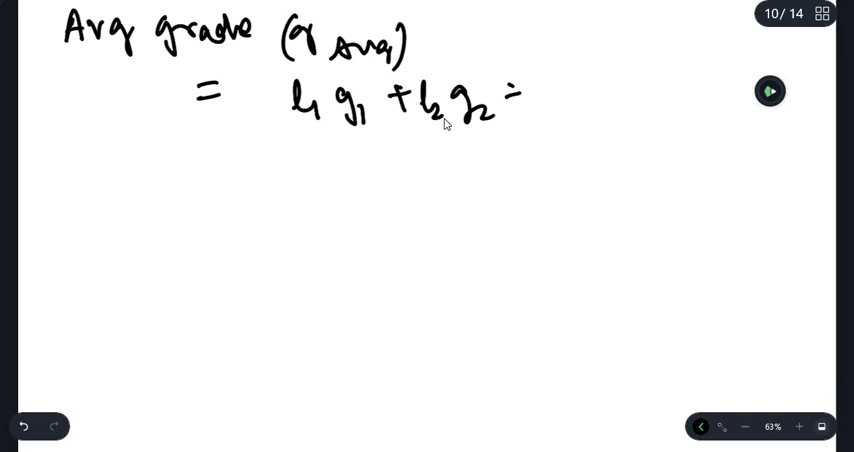 Avg grade (g Avg)
= l₁ g₁ + l₂ g₂ =
10/ 14
63%